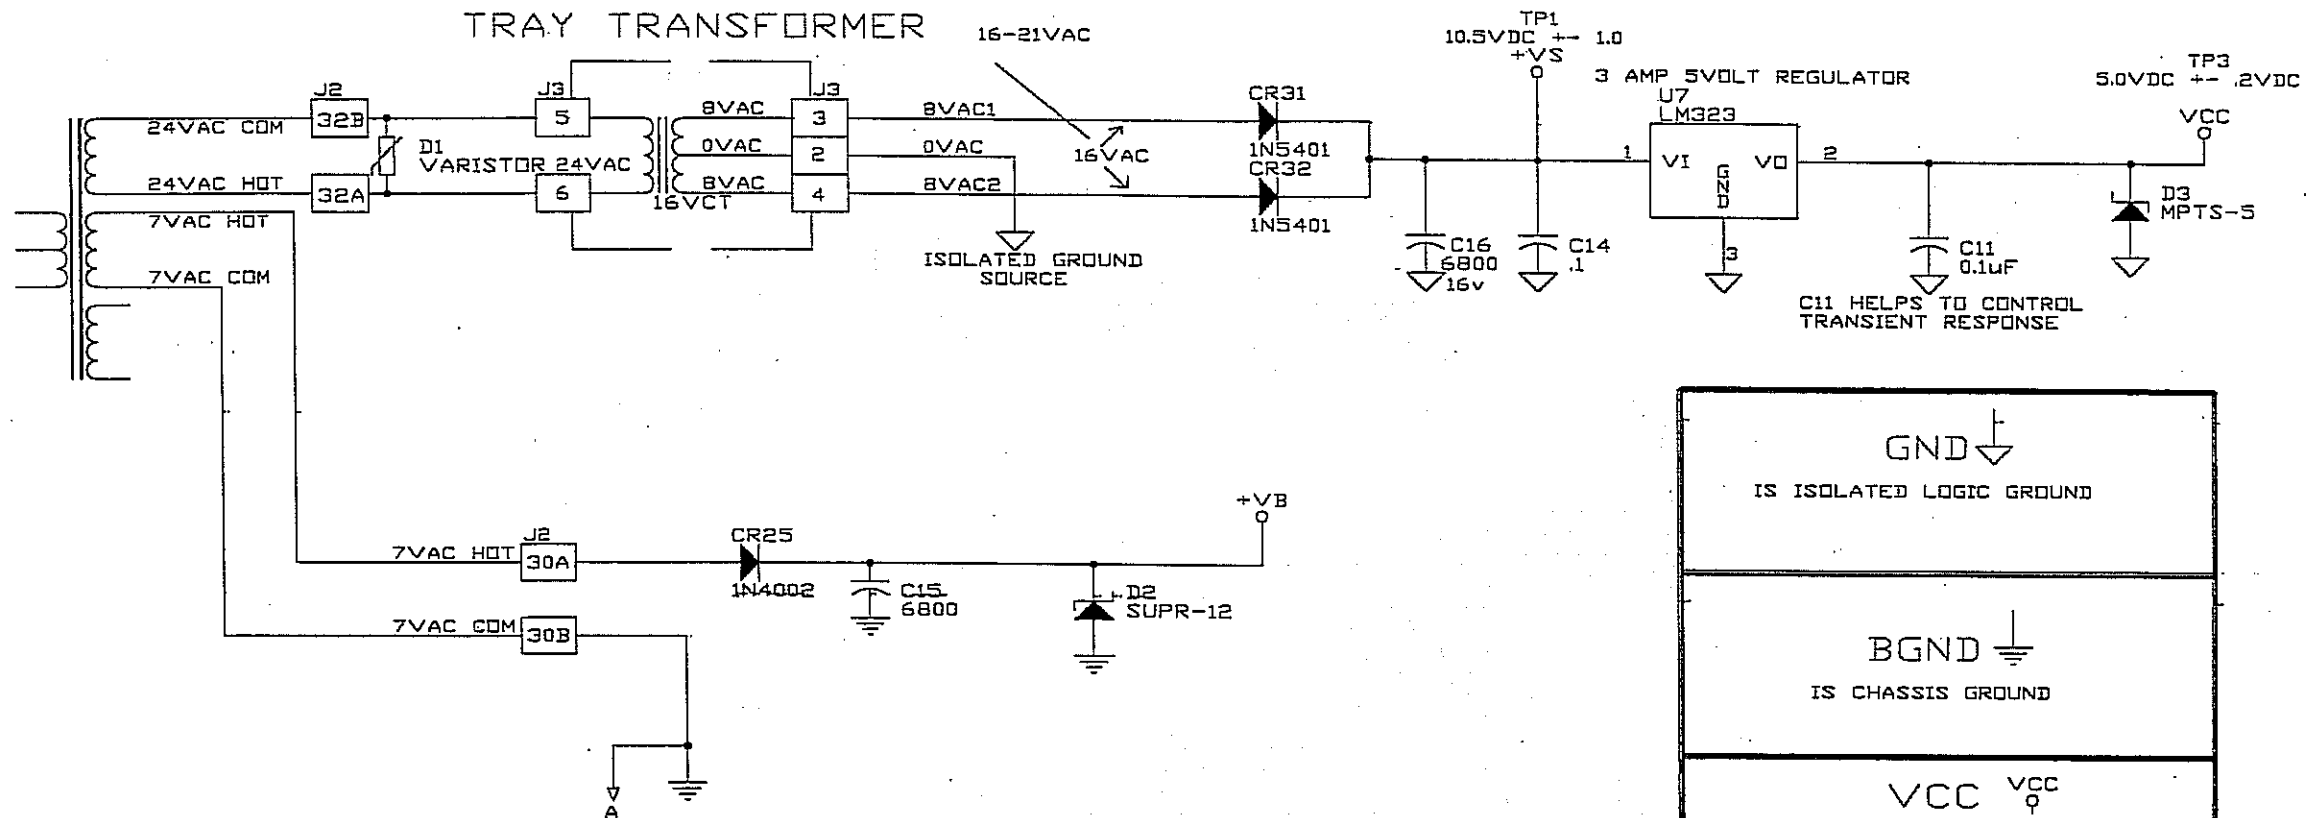 TRAY TRANSFORMER
16-21VAC
TP1
10.5VDC +- 1.0
+VS
3 AMP 5VOLT REGULATOR
TP3
5.0VDC +- .2VDC
VCC
J2
32B
24VAC COM
J3
5
8VAC
J3
3
8VAC1
CR31
1N5401
U7
LM323
D1
VARISTOR 24VAC
0VAC
2
0VAC
16VAC
CR32
1N5401
1
VI
VO
2
GND
3
24VAC HOT
32A
6
8VAC
16VCT
4
8VAC2
D3
MPTS-5
7VAC HOT
ISOLATED GROUND
SOURCE
C16
6800
16v
C14
.1
C11
0.1uF
7VAC COM
C11 HELPS TO CONTROL
TRANSIENT RESPONSE
GND
IS ISOLATED LOGIC GROUND
+VB
7VAC HOT
J2
30A
CR25
1N4002
C15
6800
D2
SUPR-12
7VAC COM
30B
BGND
IS CHASSIS GROUND
A
VCC
VCC